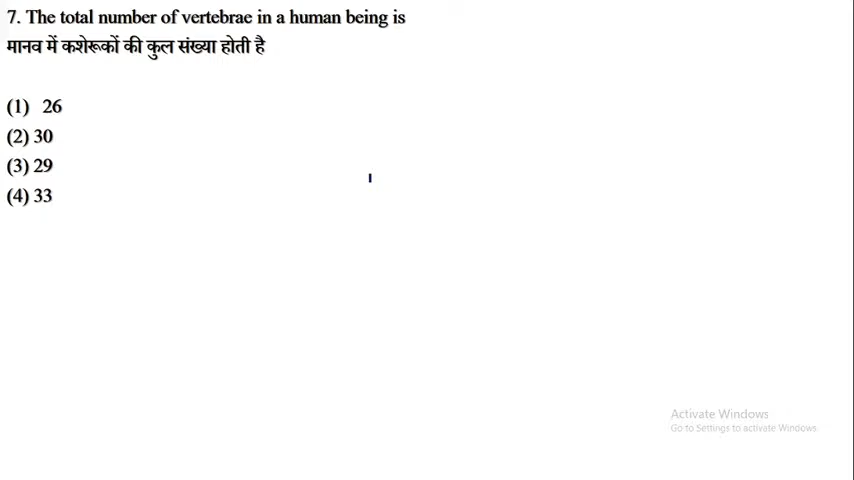 7. The total number of vertebrae in a human being is
मानव में कशेरूकों की कुल संख्या होती है
(1) 26
(2) 30
(3) 29
(4) 33
Activate Windows
Go to Settings to activate Windows.